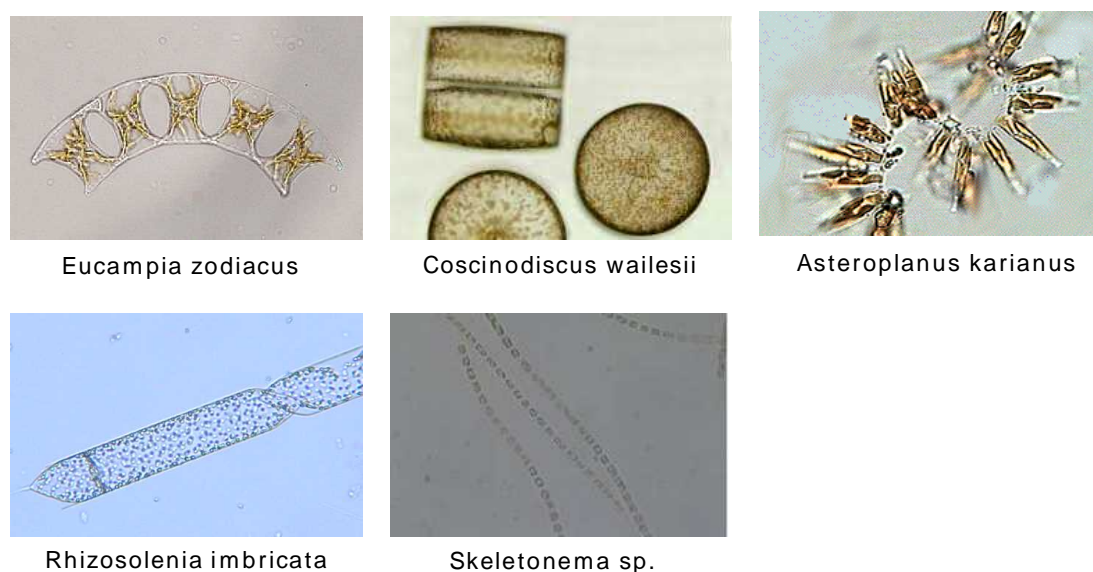 Eucampia zodiacus
Coscinodiscus wailesii
Asteroplanus karianus
Rhizosolenia imbricata
Skeletonema sp.